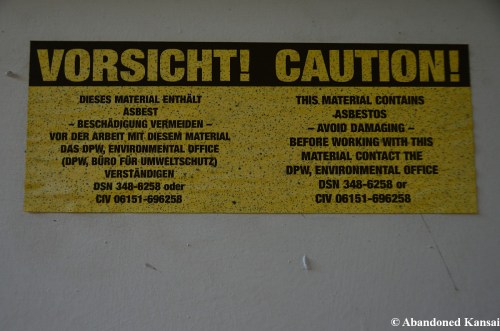 VORSICHT! CAUTION!
DIESES MATERIAL ENTHÄLT
ASBEST
– BESCHÄDIGUNG VERMEIDEN –
VOR DER ARBEIT MIT DIESEM MATERIAL
DAS DPW, ENVIRONMENTAL OFFICE
(DPW, BÜRO FÜR UMWELTSCHUTZ)
VERSTÄNDIGEN
DSN 348-6258 oder
CIV 06151-696258
THIS MATERIAL CONTAINS
ASBESTOS
– AVOID DAMAGING –
BEFORE WORKING WITH THIS
MATERIAL CONTACT THE
DPW, ENVIRONMENTAL OFFICE
DSN 348-6258 or
CIV 06151-696258
© Abandoned Kansai